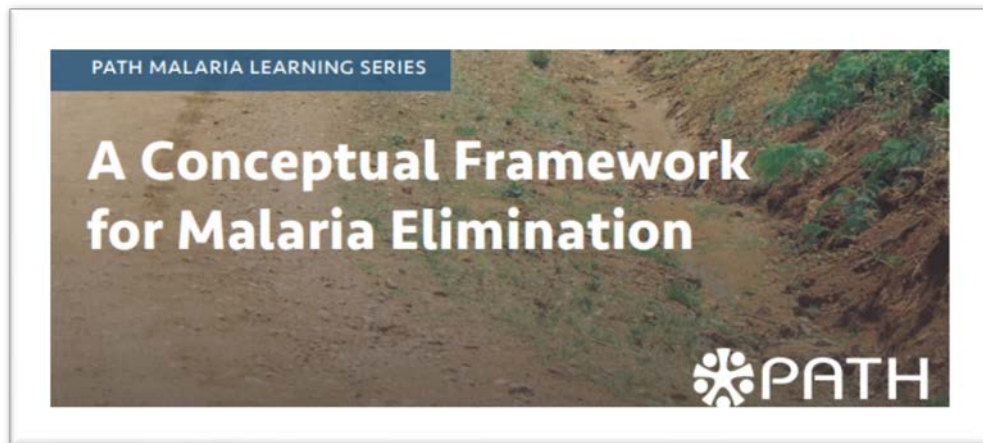 PATH MALARIA LEARNING SERIES
A Conceptual Framework
for Malaria Elimination
PATH